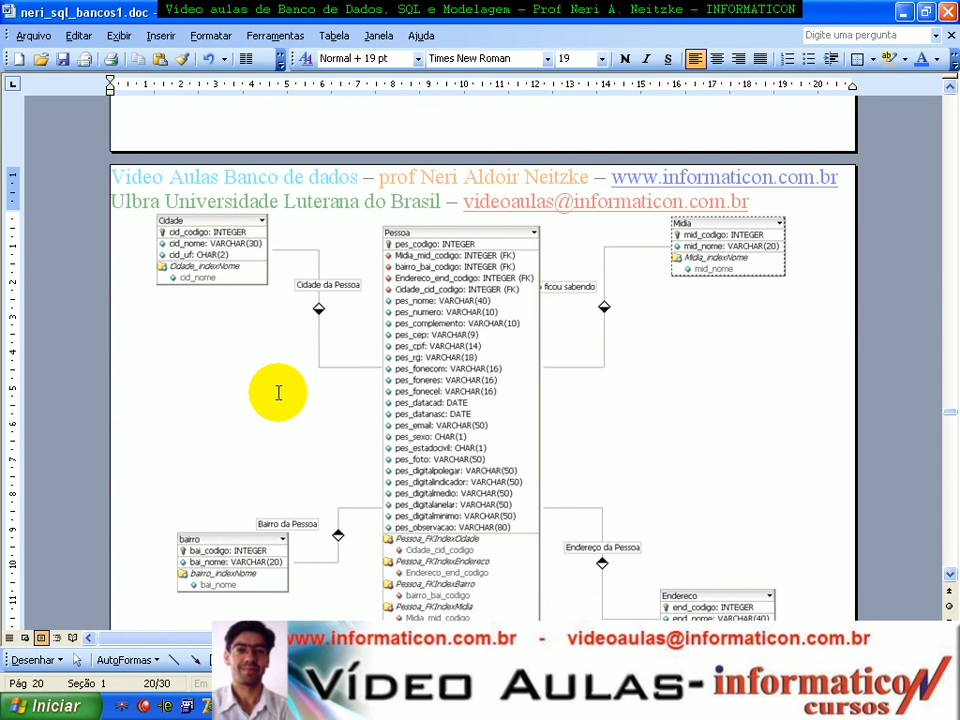 neri_sql_bancos1.doc
Video aulas de Banco de Dados, SQL e Modelagem - Prof Neri A. Neitzke - INFORMATICON
Arquivo Editar Exibir Inserir Formatar Ferramentas Tabela Janela Ajuda
Digite uma pergunta
Normal + 19 pt Times New Roman 19 N I S
Video Aulas Banco de dados – prof Neri Aldoir Neitzke – www.informaticon.com.br
Ulbra Universidade Luterana do Brasil – videoaulas@informaticon.com.br
Cidade
cid_codigo: INTEGER
cid_nome: VARCHAR(30)
cid_uf: CHAR(2)
Cidade_indexNome
cid_nome
Cidade da Pessoa
Pessoa
pes_codigo: INTEGER
Midia_mid_codigo: INTEGER (FK)
bairro_bai_codigo: INTEGER (FK)
Endereco_end_codigo: INTEGER (FK)
Cidade_cid_codigo: INTEGER (FK)
pes_nome: VARCHAR(40)
pes_numero: VARCHAR(10)
pes_complemento: VARCHAR(10)
pes_cep: VARCHAR(9)
pes_cpf: VARCHAR(14)
pes_rg: VARCHAR(18)
pes_fonecom: VARCHAR(16)
pes_foneres: VARCHAR(16)
pes_fonecel: VARCHAR(16)
pes_datacad: DATE
pes_datanasc: DATE
pes_email: VARCHAR(50)
pes_sexo: CHAR(1)
pes_estadocivil: CHAR(1)
pes_foto: VARCHAR(50)
pes_digitalpolegar: VARCHAR(50)
pes_digitalindicador: VARCHAR(50)
pes_digitalmedio: VARCHAR(50)
pes_digitalanelar: VARCHAR(50)
pes_digitalminimo: VARCHAR(50)
pes_observacao: VARCHAR(80)
Pessoa_FKIndexCidade
Cidade_cid_codigo
Pessoa_FKIndexEndereco
Endereco_end_codigo
Pessoa_FKIndexBairro
bairro_bai_codigo
Pessoa_FKIndexMidia
Midia_mid_codigo
Midia
mid_codigo: INTEGER
mid_nome: VARCHAR(20)
Midia_indexNome
mid_nome
ficou sabendo
Bairro da Pessoa
bairro
bai_codigo: INTEGER
bai_nome: VARCHAR(20)
bairro_indexNome
bai_nome
Endereço da Pessoa
Endereco
end_codigo: INTEGER
end_nome: VARCHAR(40)
www.informaticon.com.br - videoaulas@informaticon.com.br
Desenhar AutoFormas
VÍDEO AULAS- informaticon
cursos
Pág 20 Seção 1 20/30 Em
Iniciar